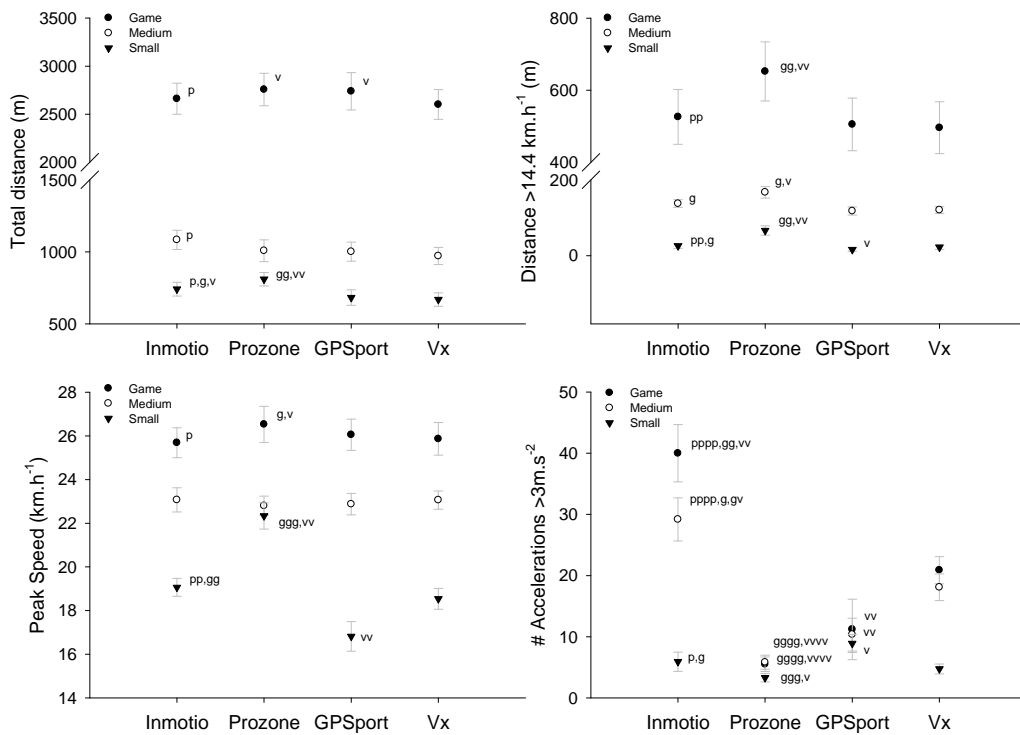 Game
Medium
Small
Total distance (m)
3500
3000
2500
2000
1500
1000
500
p
v
v
p
p,g,v
gg,vv
Inmotio Prozone GPSport Vx
Game
Medium
Small
Distance >14.4 km.h-1 (m)
800
600
400
200
0
gg,vv
pp
g
g,v
pp,g
gg,vv
v
Inmotio Prozone GPSport Vx
Game
Medium
Small
Peak Speed (km.h-1)
28
26
24
22
20
18
16
14
p
g,v
ggg,vv
pp,gg
vv
Inmotio Prozone GPSport Vx
Game
Medium
Small
# Accelerations >3m.s-2
50
40
30
20
10
0
pppp,gg,vv
pppp,g,gv
p,g
gggg,vvvv
gggg,vvvv
ggg,v
vv
vv
v
Inmotio Prozone GPSport Vx